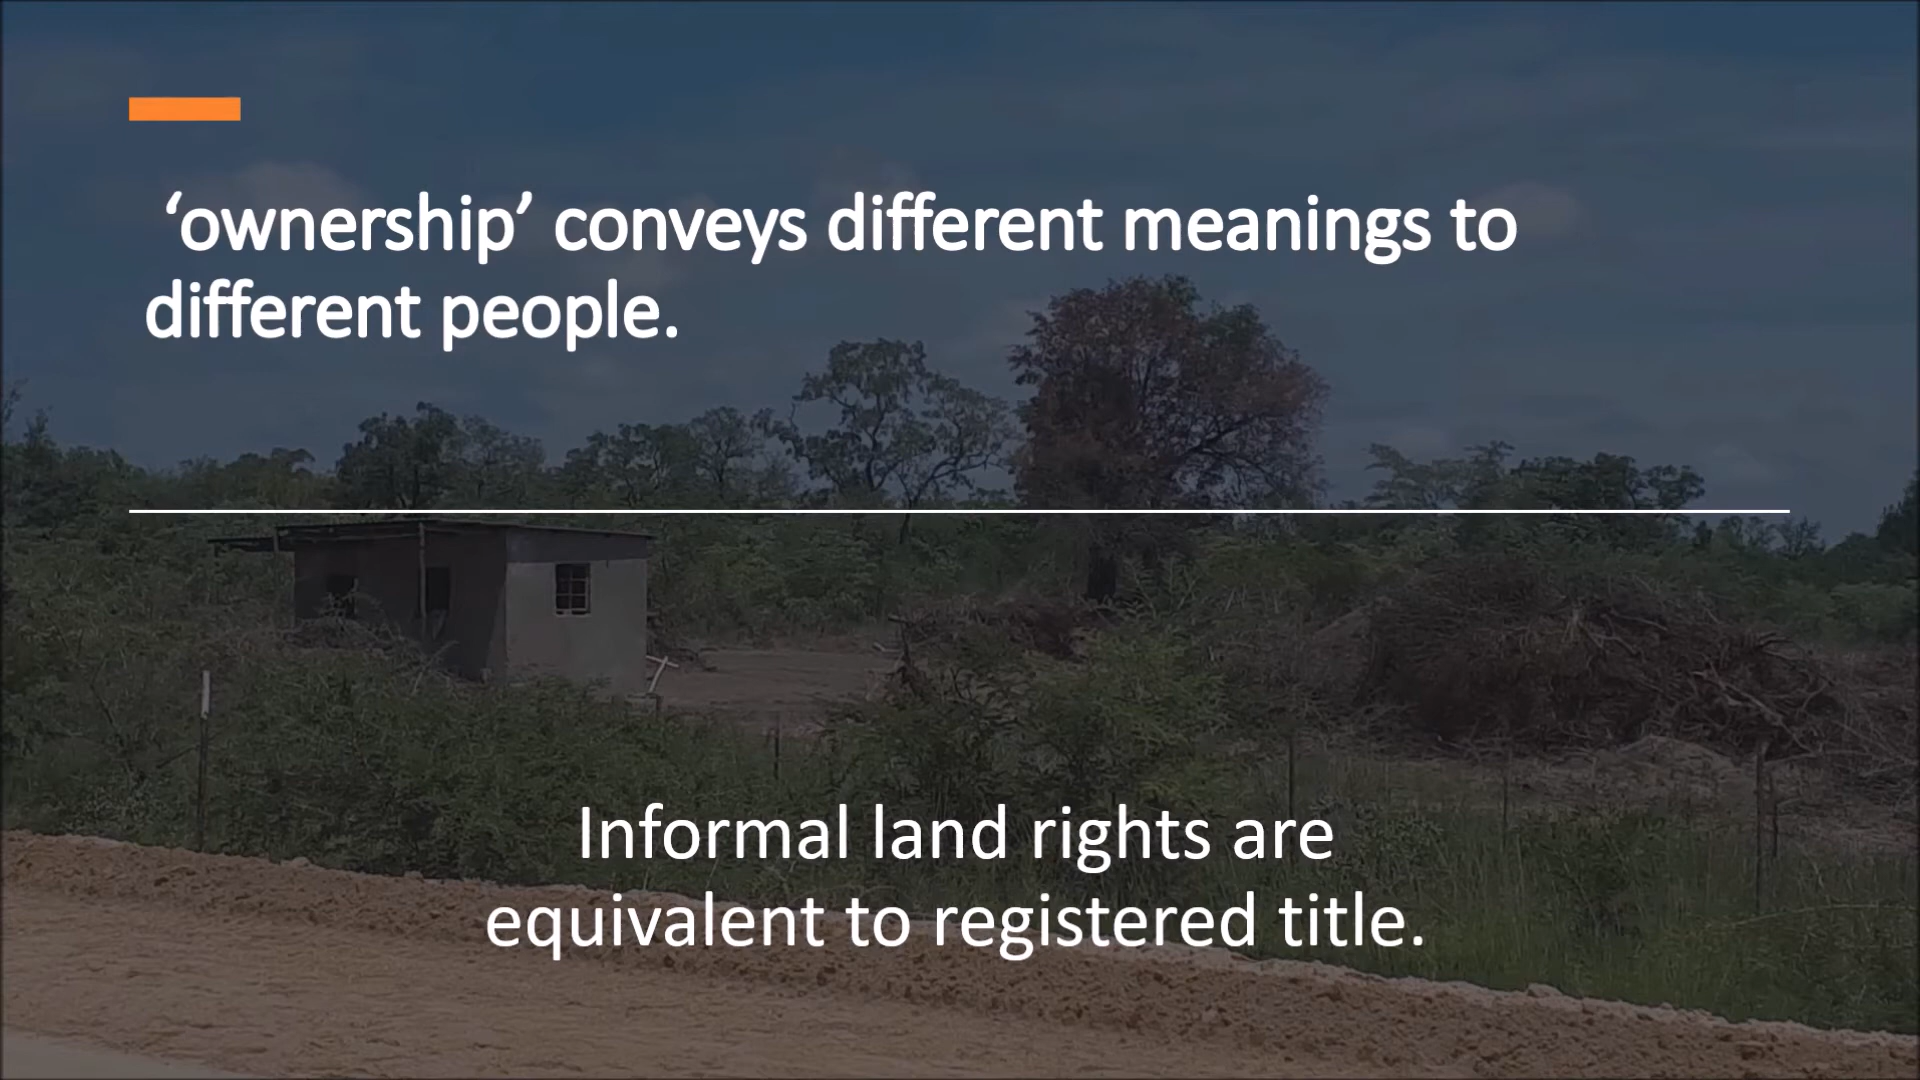 ‘ownership’ conveys different meanings to
different people.
Informal land rights are
equivalent to registered title.